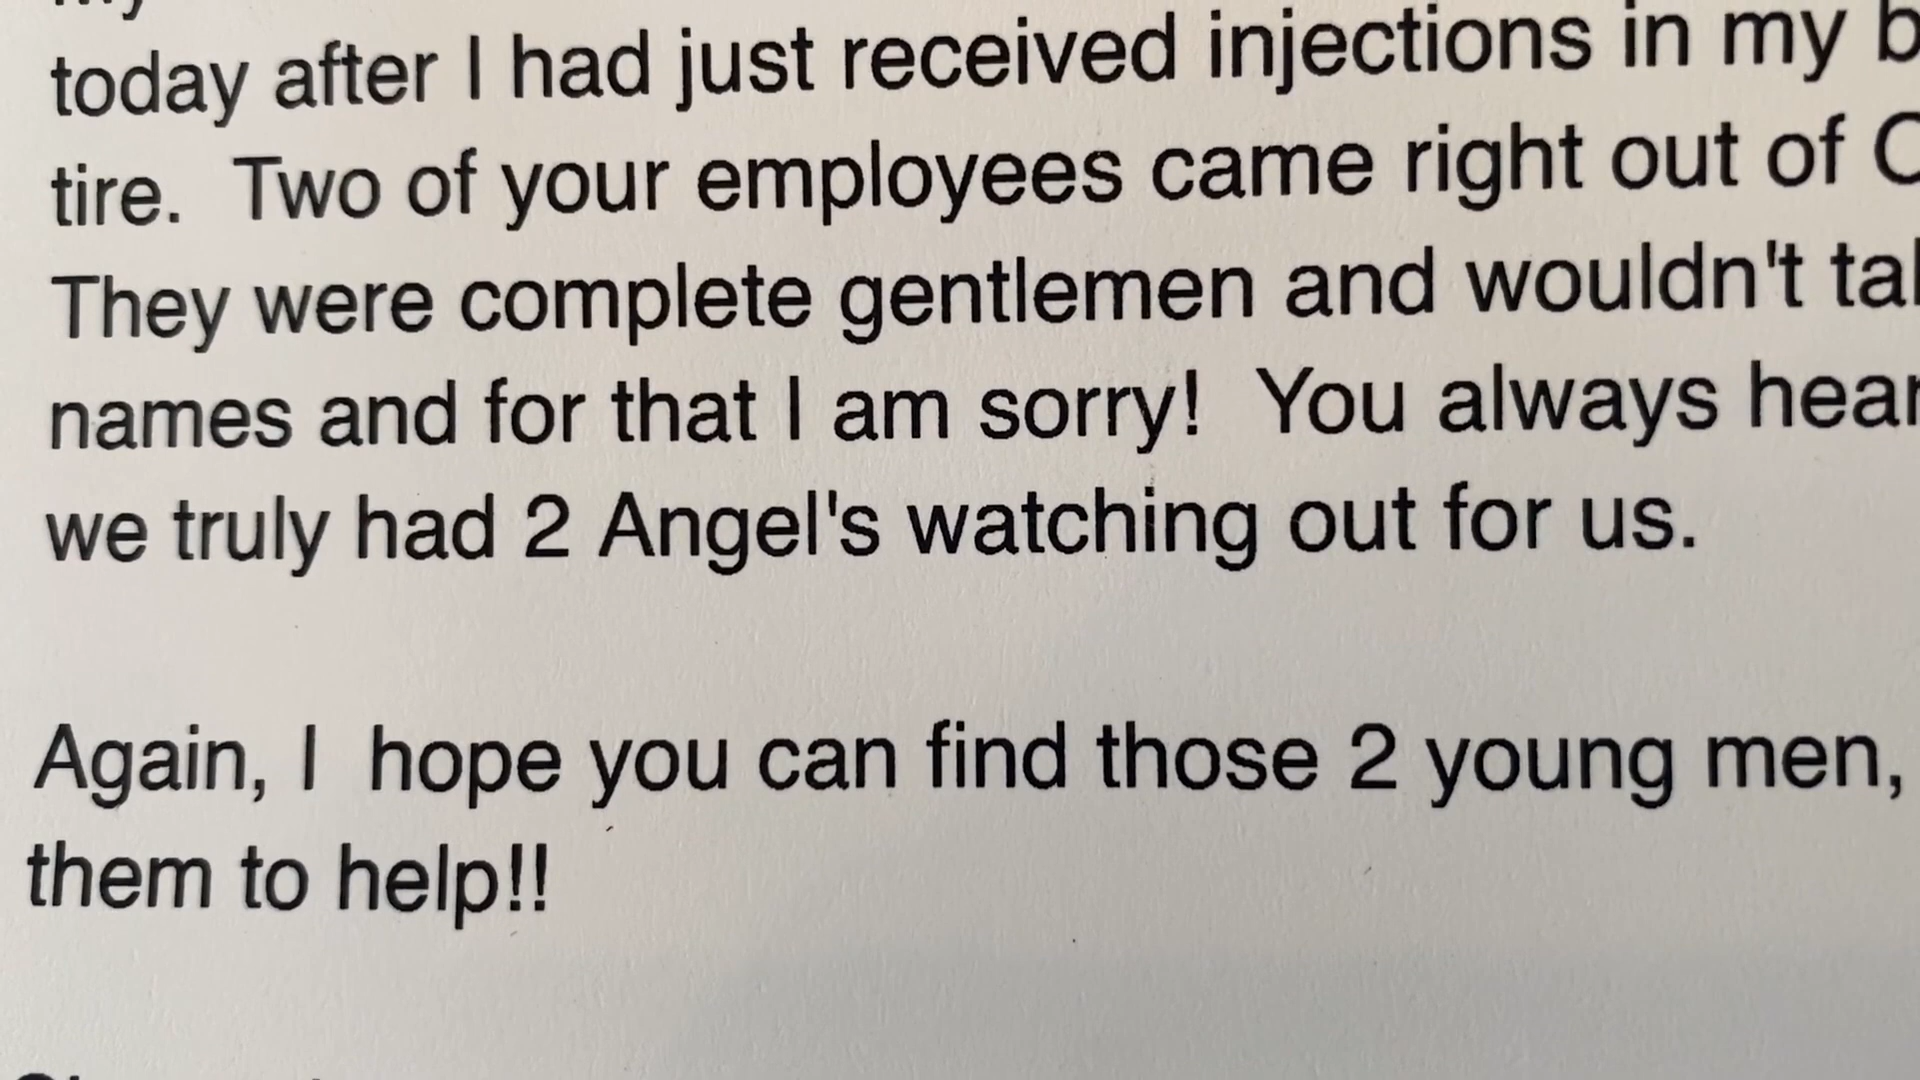 today after I had just received injections in my
tire.  Two of your employees came right out of
They were complete gentlemen and wouldn't
names and for that I am sorry!  You always hear
we truly had 2 Angel's watching out for us.
Again, I  hope you can find those 2 young men,
them to help!!